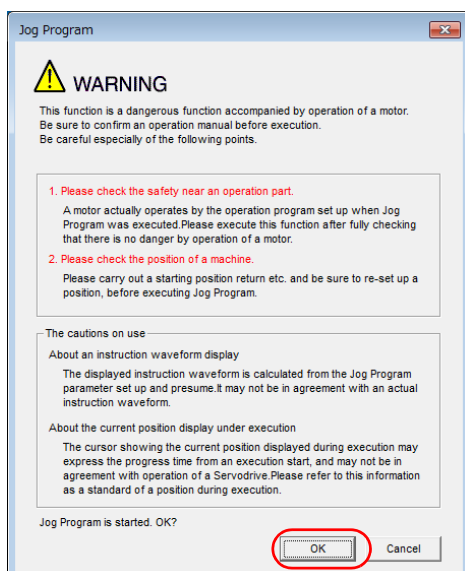 Jog Program
WARNING
This function is a dangerous function accompanied by operation of a motor.
Be sure to confirm an operation manual before execution.
Be careful especially of the following points.
1. Please check the safety near an operation part.
A motor actually operates by the operation program set up when Jog
Program was executed.Please execute this function after fully checking
that there is no danger by operation of a motor.
2. Please check the position of a machine.
Please carry out a starting position return etc. and be sure to re-set up a
position, before executing Jog Program.
The cautions on use
About an instruction waveform display
The displayed instruction waveform is calculated from the Jog Program
parameter set up and presume.It may not be in agreement with an actual
instruction waveform.
About the current position display under execution
The cursor showing the current position displayed during execution may
express the progress time from an execution start, and may not be in
agreement with operation of a Servodrive.Please refer to this information
as a standard of a position during execution.
Jog Program is started. OK?
OK
Cancel